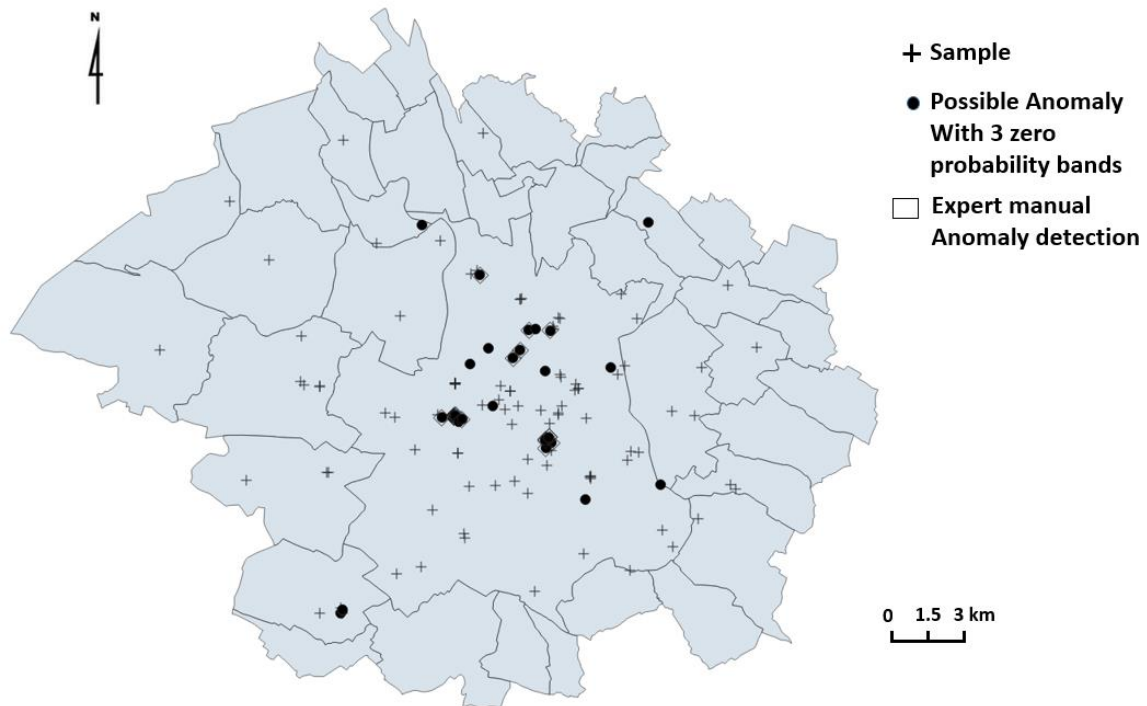 N
Sample
Possible Anomaly
With 3 zero
probability bands
Expert manual
Anomaly detection
0 1.5 3 km